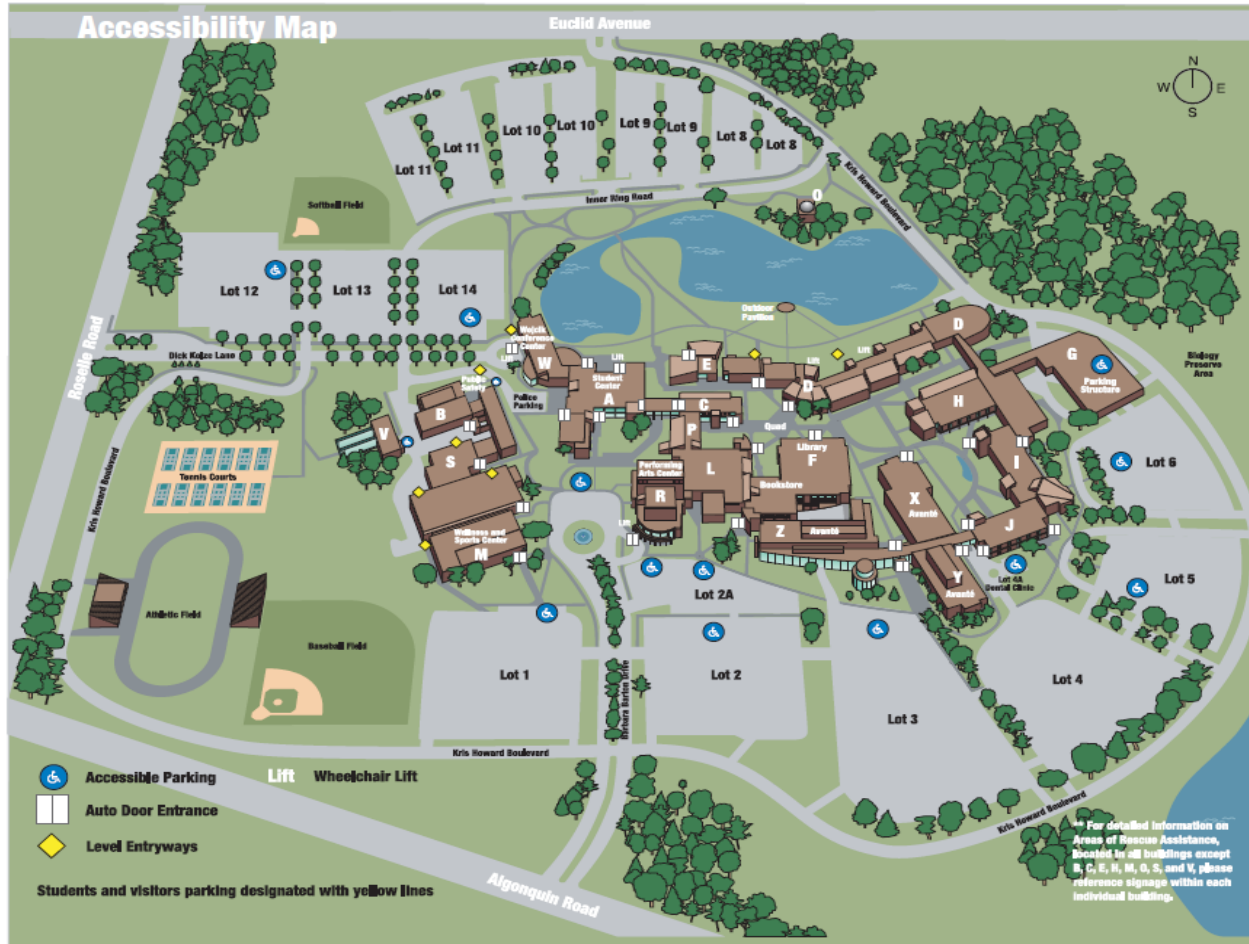 Accessibility Map
Euclid Avenue
N
W E
S
Lot 11
Lot 11
Lot 10
Lot 10
Lot 9
Lot 9
Lot 8
Lot 8
Kris Howard Boulevard
Inner Ring Road
O
Softball Field
Lot 12
Lot 13
Lot 14
Roselle Road
Dick Kolze Lane
Outdoor
Pavilion
Wojcik
Conference
Center
Lift
W
Student
Center
Lift
A
E
D
Lift
Lift
D
G
Parking
Structure
Biology
Preserve
Area
Public
Safety
Police
Parking
B
V
S
C
P
Quad
H
I
Library
F
Bookstore
L
Performing
Arts Center
R
Lift
Lot 6
Tennis Courts
Kris Howard Boulevard
Wellness and
Sports Center
M
Z
Avanté
X
Avanté
J
Y
Avanté
Lot 4A
Dental Clinic
Lot 5
Athletic Field
Baseball Field
Lot 1
Lot 2A
Lot 2
Lot 3
Lot 4
Barbara Barton Drive
Kris Howard Boulevard
Kris Howard Boulevard
Algonquin Road
Accessible Parking
Lift Wheelchair Lift
Auto Door Entrance
Level Entryways
Students and visitors parking designated with yellow lines
** For detailed information on
Areas of Rescue Assistance,
located in all buildings except
B, C, E, H, M, O, S, and V, please
reference signage within each
individual building.